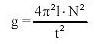 g = 4π²l·N² / t²